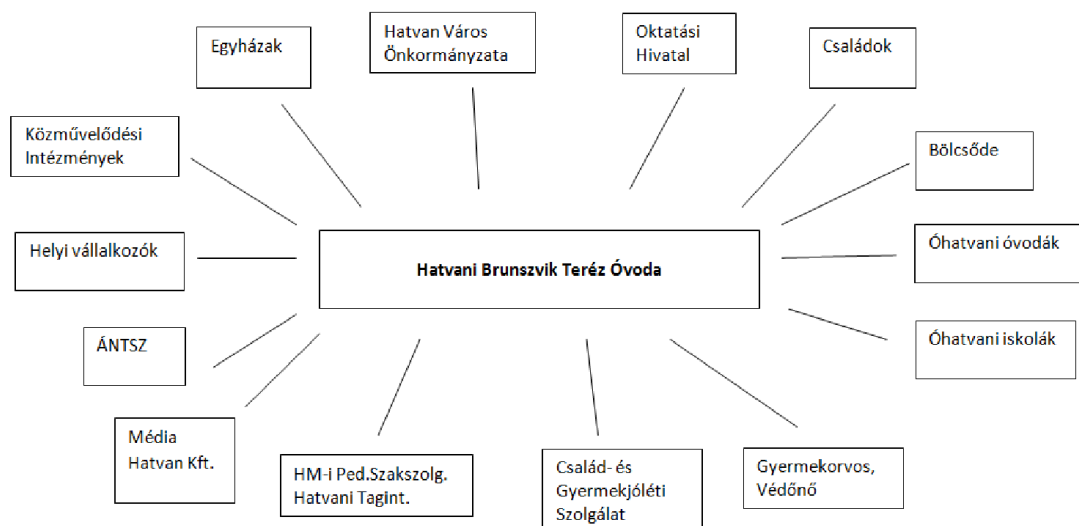 Egyházak
Hatvan Város
Önkormányzata
Oktatási
Hivatal
Családok
Közművelődési
Intézmények
Bölcsőde
Helyi vállalkozók
Hatvani Brunszvik Teréz Óvoda
Óhatvani óvodák
ÁNTSZ
Óhatvani iskolák
Média
Hatvan Kft.
HM-i Ped.Szakszolg.
Hatvani Tagint.
Család- és
Gyermekjóléti
Szolgálat
Gyermekorvos,
Védőnő